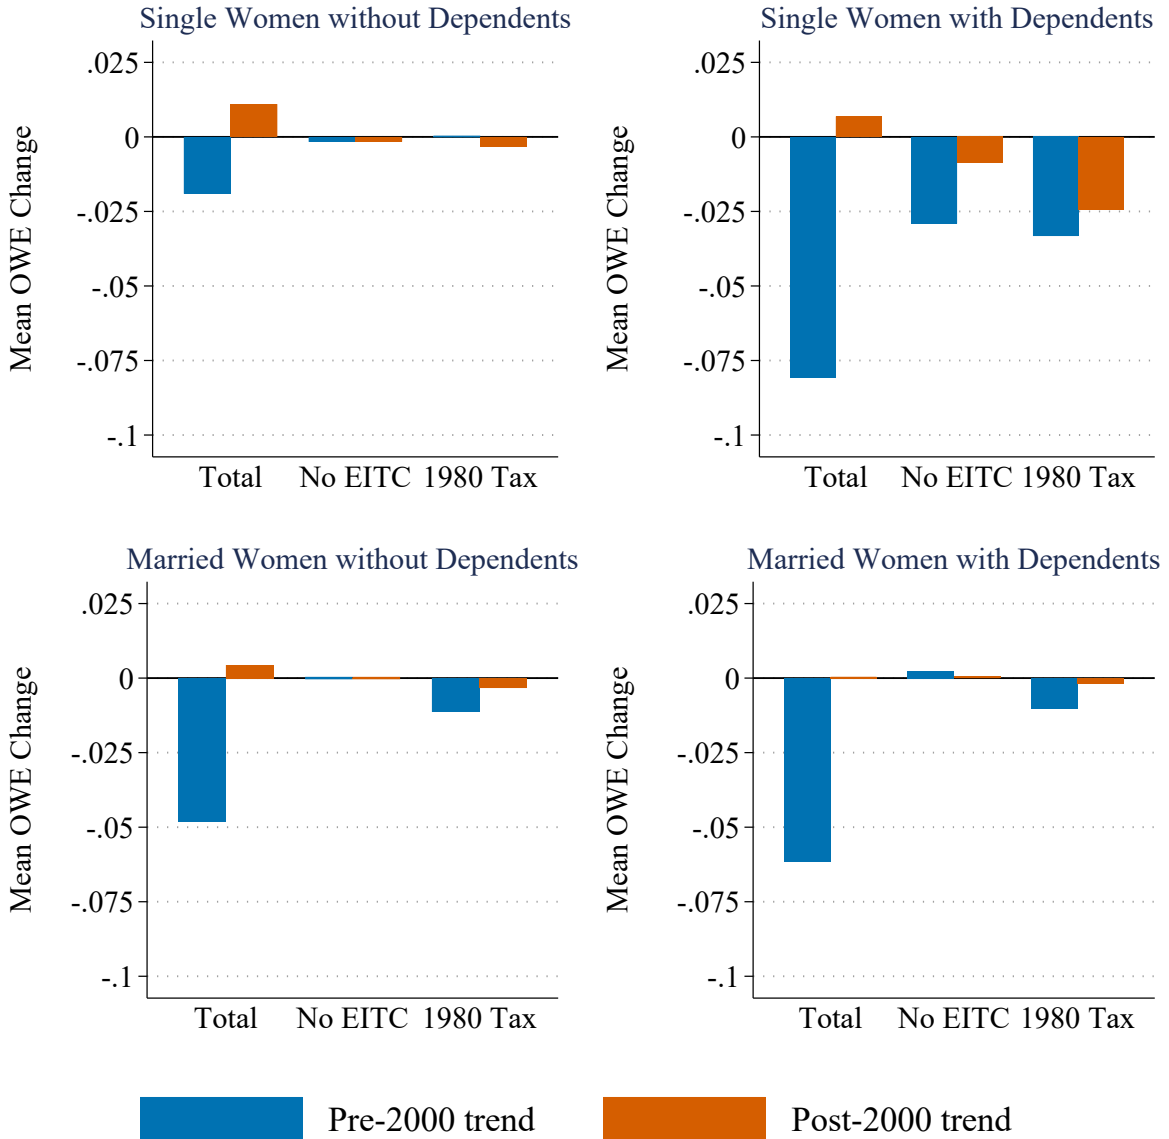 Single Women without Dependents
Mean OWE Change
.025
0
-.025
-.05
-.075
-.1
Total No EITC 1980 Tax
Single Women with Dependents
Mean OWE Change
.025
0
-.025
-.05
-.075
-.1
Total No EITC 1980 Tax
Married Women without Dependents
Mean OWE Change
.025
0
-.025
-.05
-.075
-.1
Total No EITC 1980 Tax
Married Women with Dependents
Mean OWE Change
.025
0
-.025
-.05
-.075
-.1
Total No EITC 1980 Tax
Pre-2000 trend Post-2000 trend